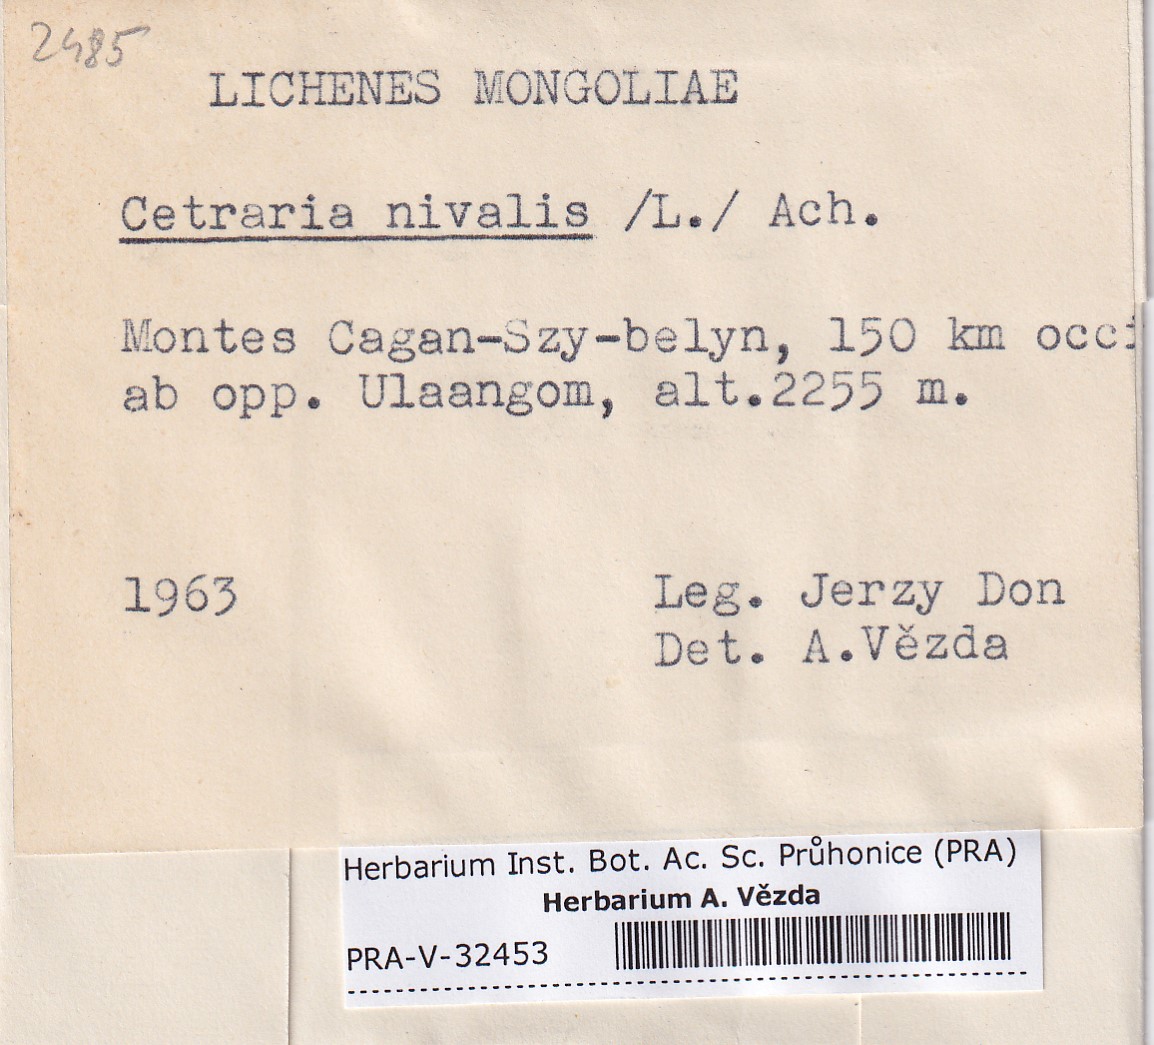 2485
LICHENES MONGOLIAE
Cetraria nivalis /L./ Ach.
Montes Cagan-Szy-belyn, 150 km occi
ab opp. Ulaangom, alt.2255 m.
1963
Leg. Jerzy Don
Det. A.Vězda
Herbarium Inst. Bot. Ac. Sc. Průhonice (PRA)
Herbarium A. Vězda
PRA-V-32453